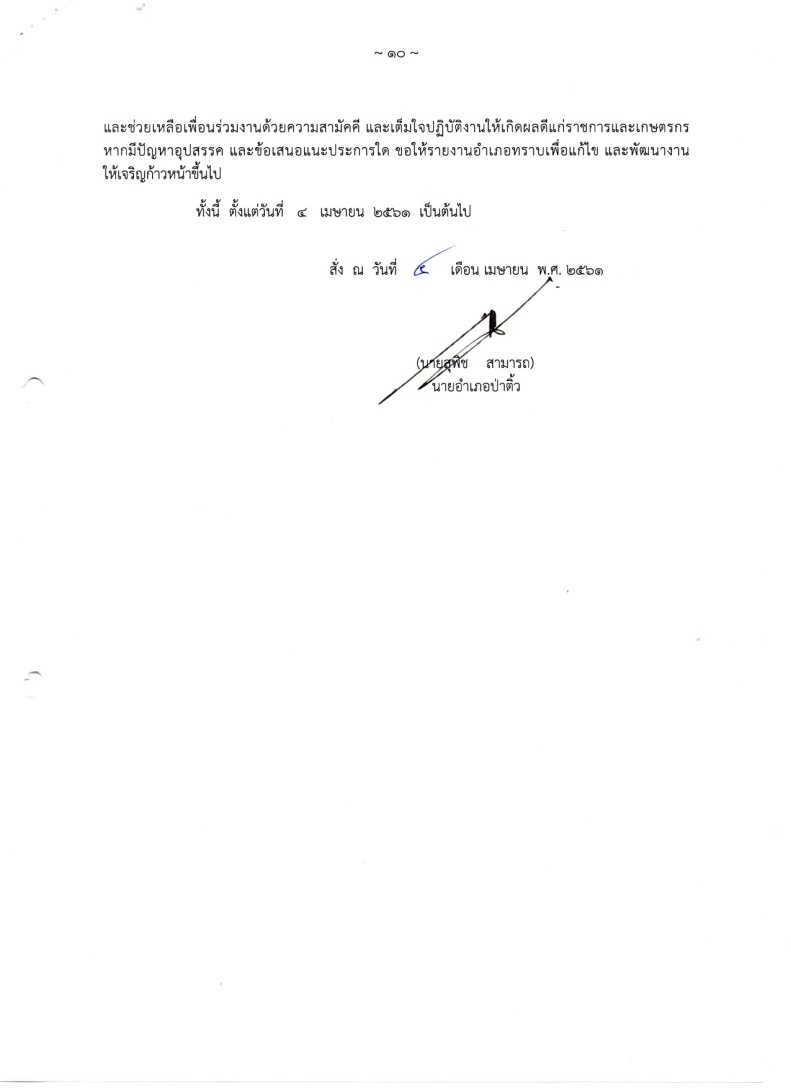 ~ ๑๐ ~
และช่วยเหลือเพื่อนร่วมงานด้วยความสามัคคี และเต็มใจปฏิบัติงานให้เกิดผลดีแก่ราชการและเกษตรกร
หากมีปัญหาอุปสรรค และข้อเสนอแนะประการใด ขอให้รายงานอำเภอทราบเพื่อแก้ไข และพัฒนางาน
ให้เจริญก้าวหน้าขึ้นไป
ทั้งนี้ ตั้งแต่วันที่ ๔ เมษายน ๒๕๖๑ เป็นต้นไป
สั่ง ณ วันที่ เดือน เมษายน พ.ศ. ๒๕๖๑
(นายสุพิช สามารถ)
นายอำเภอป่าติ้ว